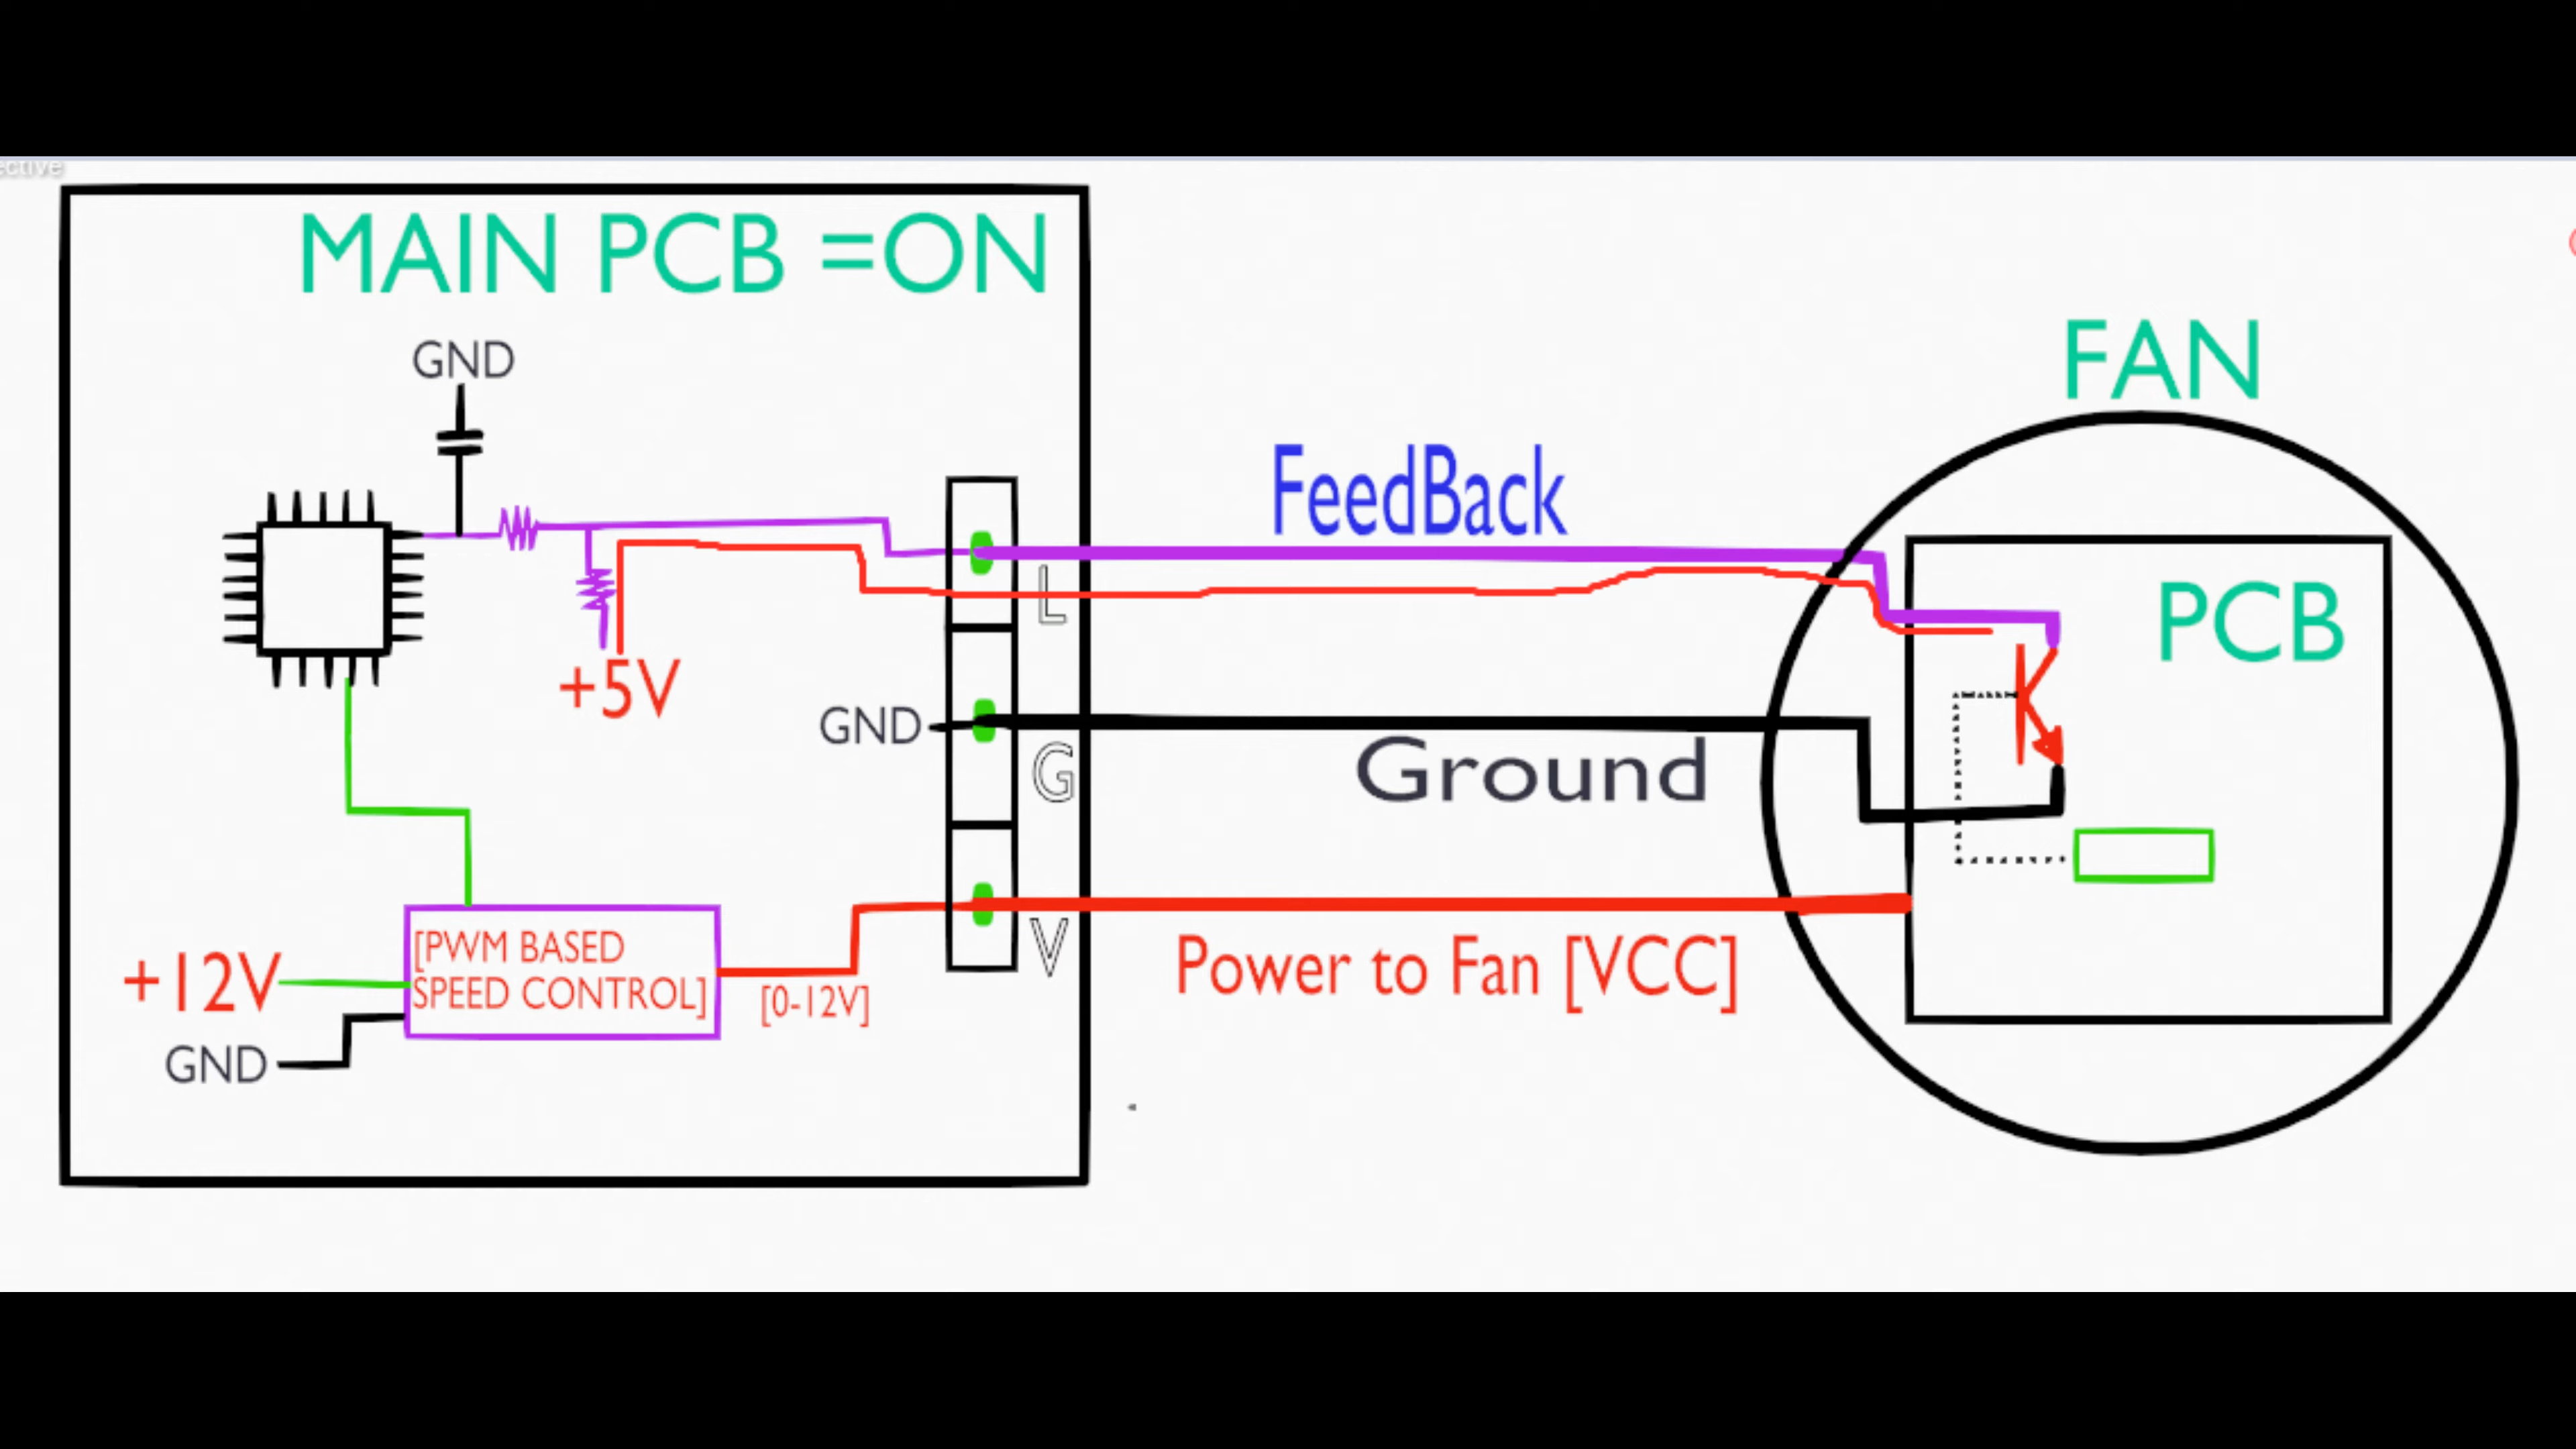 ective
MAIN PCB =ON
GND
FAN
FeedBack
L
PCB
+5V
GND
G
Ground
V
[PWM BASED
SPEED CONTROL]
+12V
[0-12V]
Power to Fan [VCC]
GND